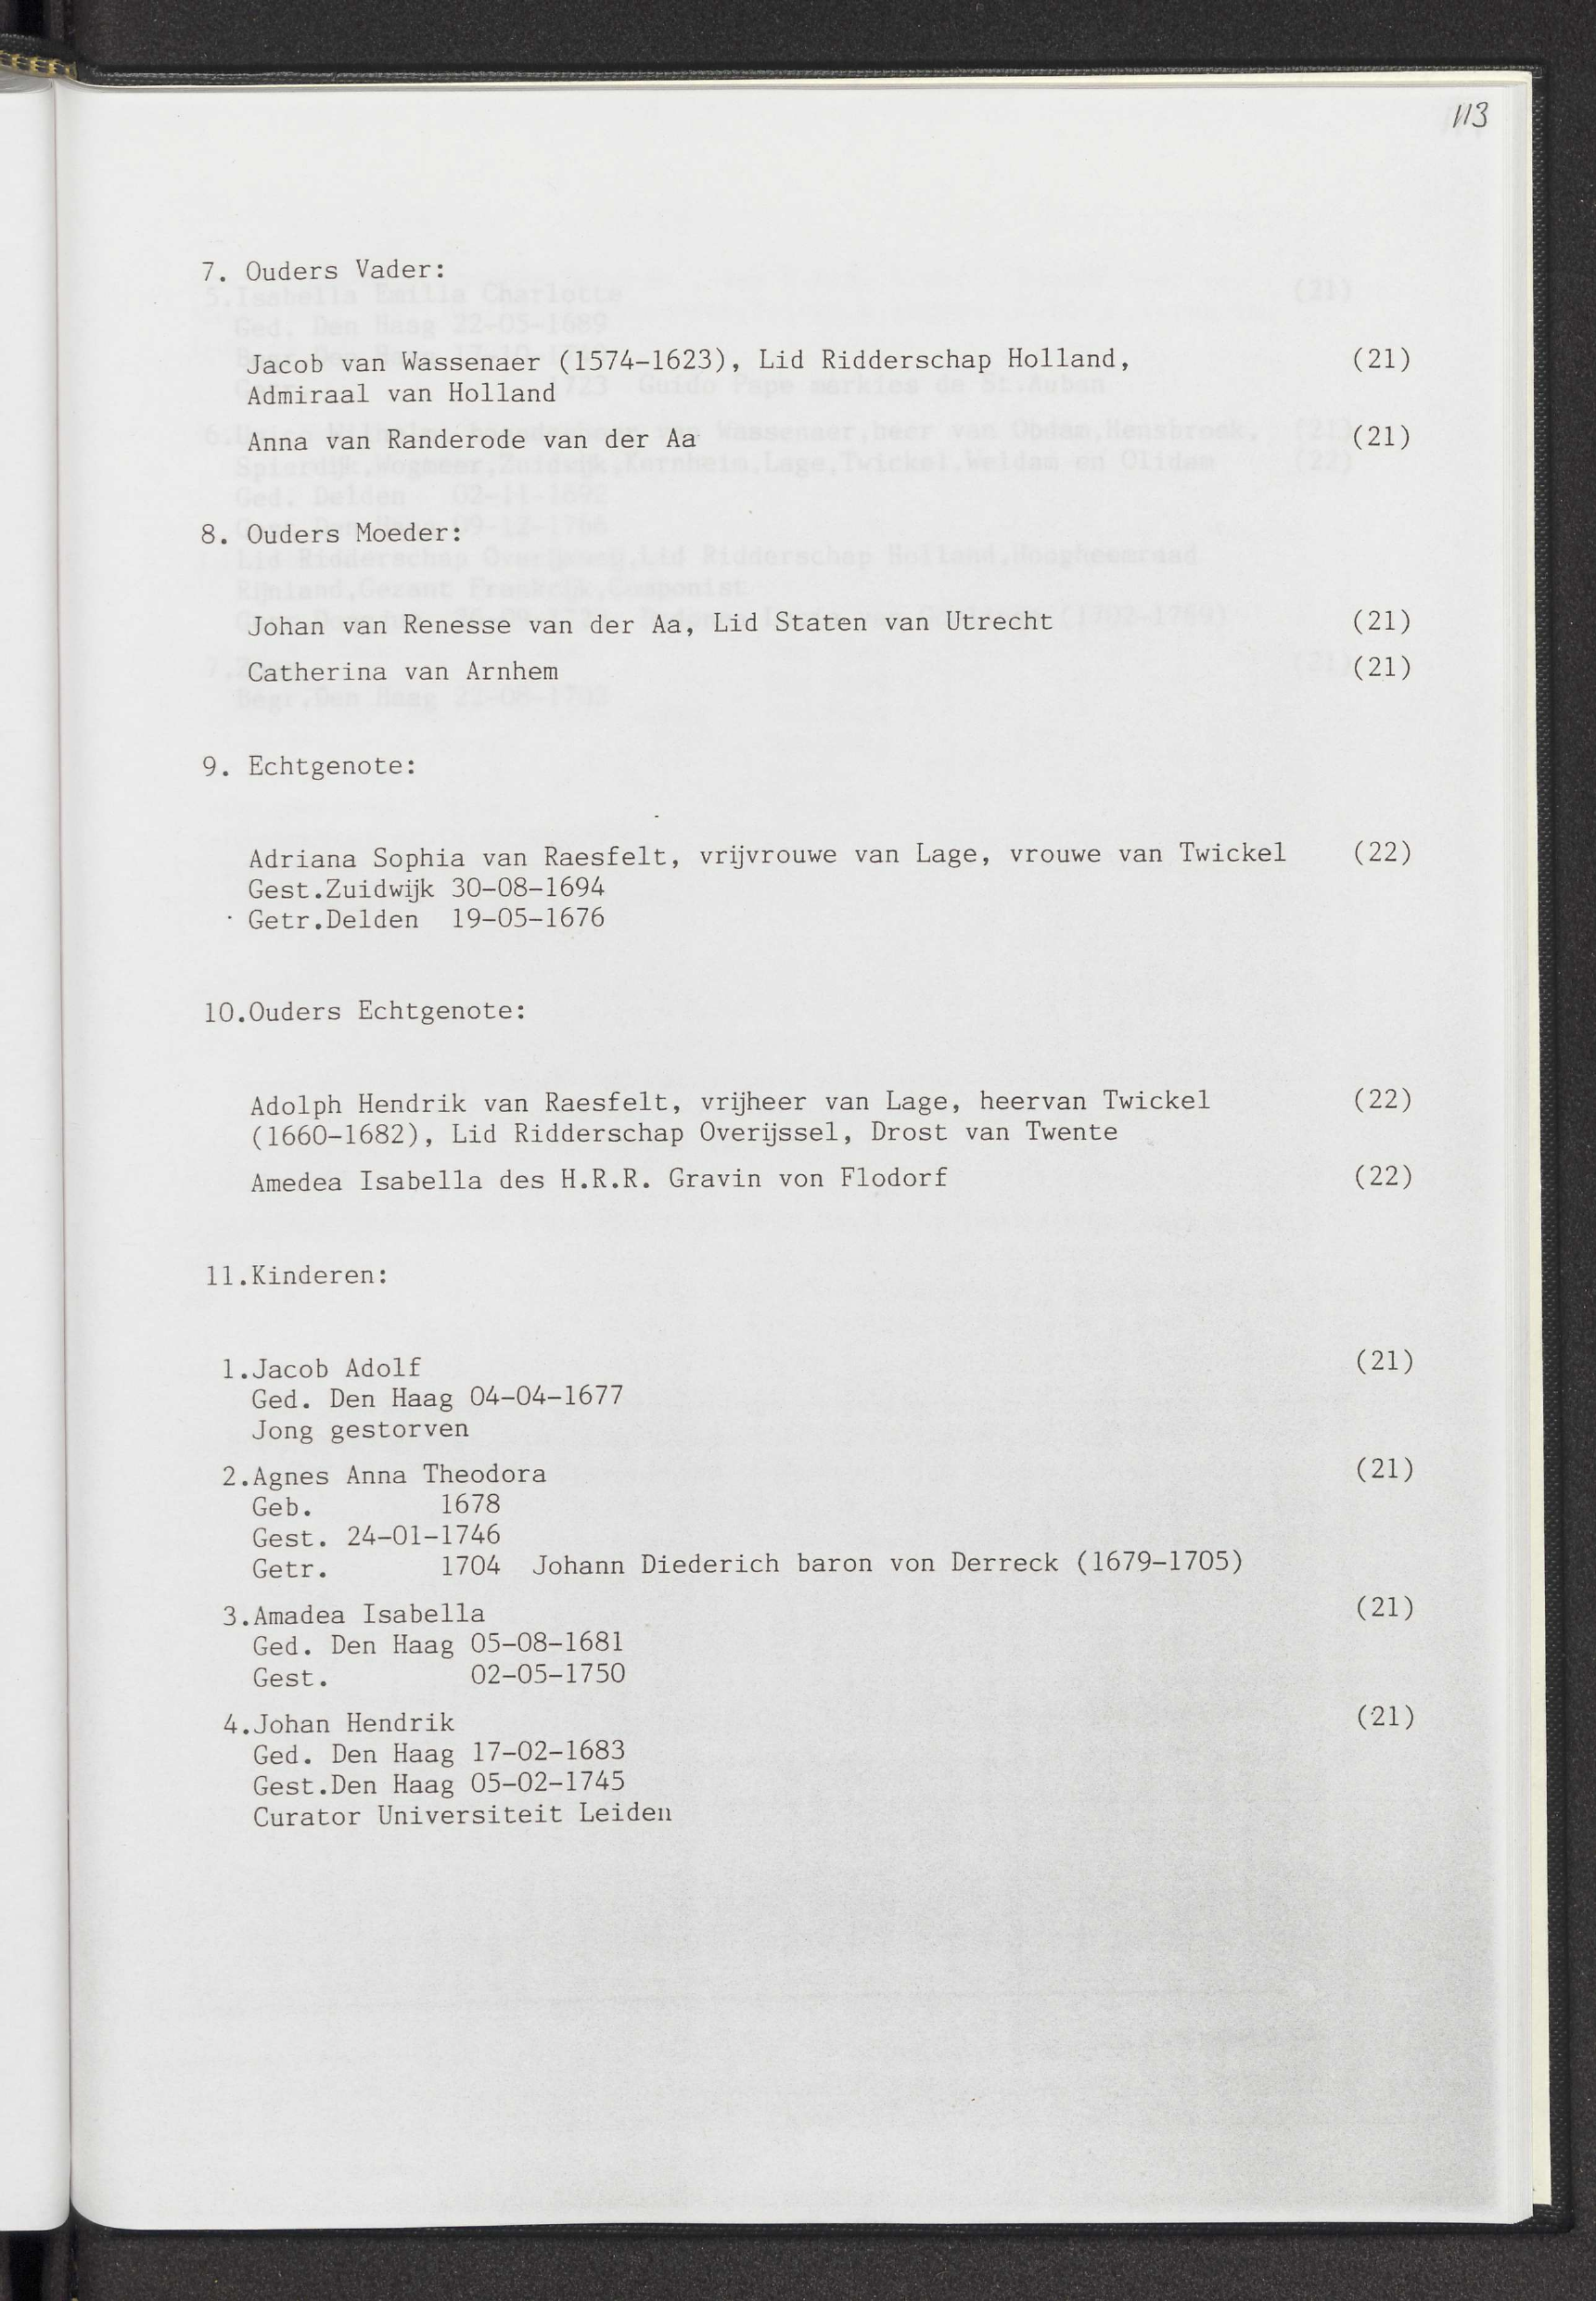 113
7. Ouders Vader:
Jacob van Wassenaer (1574-1623), Lid Ridderschap Holland, (21)
Admiraal van Holland
Anna van Randerode van der Aa (21)
8. Ouders Moeder:
Johan van Renesse van der Aa, Lid Staten van Utrecht (21)
Catherina van Arnhem (21)
9. Echtgenote:
Adriana Sophia van Raesfelt, vrijvrouwe van Lage, vrouwe van Twickel (22)
Gest.Zuidwijk 30-08-1694
Getr.Delden 19-05-1676
10.Ouders Echtgenote:
Adolph Hendrik van Raesfelt, vrijheer van Lage, heervan Twickel (22)
(1660-1682), Lid Ridderschap Overijssel, Drost van Twente
Amedea Isabella des H.R.R. Gravin von Flodorf (22)
11.Kinderen:
1.Jacob Adolf (21)
Ged. Den Haag 04-04-1677
Jong gestorven
2.Agnes Anna Theodora (21)
Geb. 1678
Gest. 24-01-1746
Getr. 1704 Johann Diederich baron von Derreck (1679-1705)
3.Amadea Isabella (21)
Ged. Den Haag 05-08-1681
Gest. 02-05-1750
4.Johan Hendrik (21)
Ged. Den Haag 17-02-1683
Gest.Den Haag 05-02-1745
Curator Universiteit Leiden